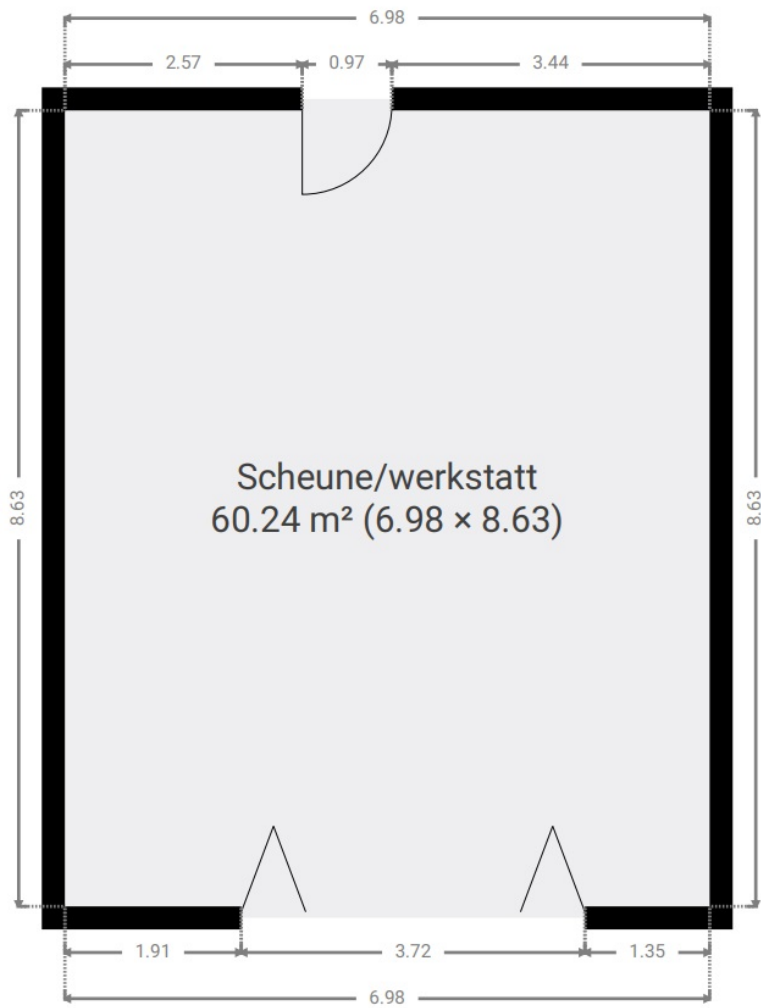 6.98
2.57 0.97 3.44
8.63
8.63
Scheune/werkstatt
60.24 m² (6.98 × 8.63)
1.91 3.72 1.35
6.98